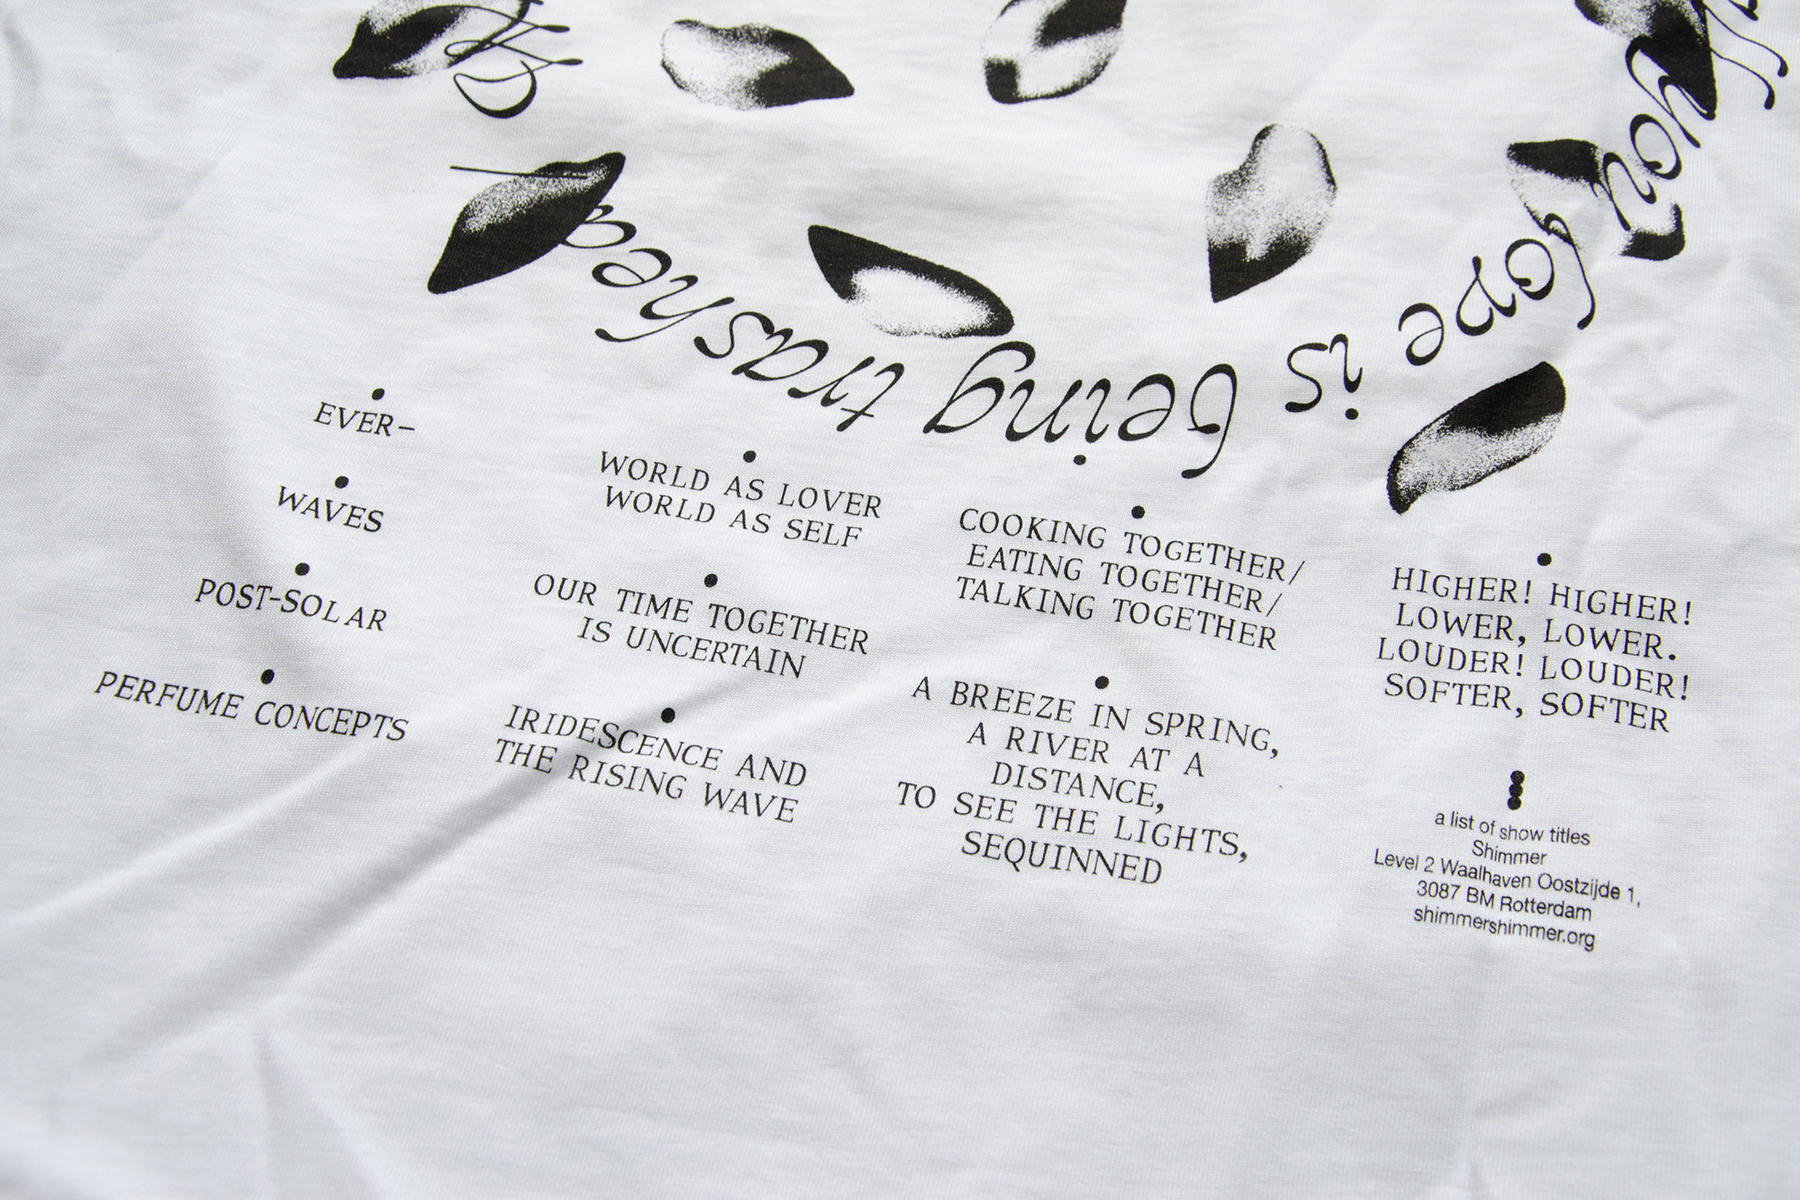 you love is being trashed
EVER–
WAVES
POST-SOLAR
PERFUME CONCEPTS
WORLD AS LOVER
WORLD AS SELF
OUR TIME TOGETHER
IS UNCERTAIN
IRIDESCENCE AND
THE RISING WAVE
COOKING TOGETHER/
EATING TOGETHER/
TALKING TOGETHER
A BREEZE IN SPRING,
A RIVER AT A
DISTANCE,
TO SEE THE LIGHTS,
SEQUINNED
HIGHER! HIGHER!
LOWER, LOWER.
LOUDER! LOUDER!
SOFTER, SOFTER
a list of show titles
Shimmer
Level 2 Waalhaven Oostzijde 1,
3087 BM Rotterdam
shimmershimmer.org